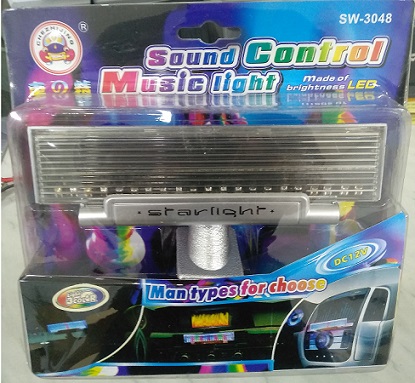 SW-3048
®
Sound Control
Music light
Made of
brightness LED
starlight
DC12V
Man types for choose